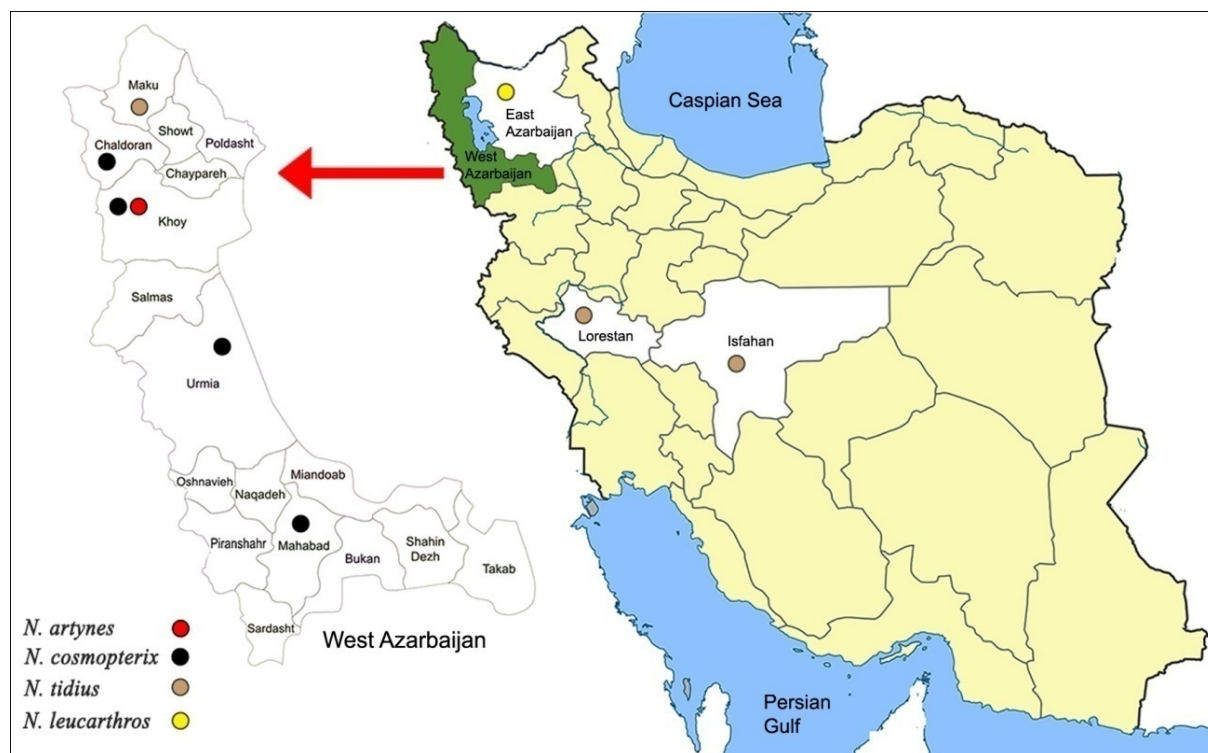 Maku
Showt
Poldasht
Chaldoran
Chaypareh
Khoy
Salmas
Urmia
Oshnavieh
Naqadeh
Miandoab
Piranshahr
Mahabad
Bukan
Shahin
Dezh
Takab
Sardasht
West Azarbaijan
N. artynes
N. cosmopterix
N. tidius
N. leucarthros
Caspian Sea
East
Azarbaijan
West
Azarbaijan
Lorestan
Isfahan
Persian
Gulf